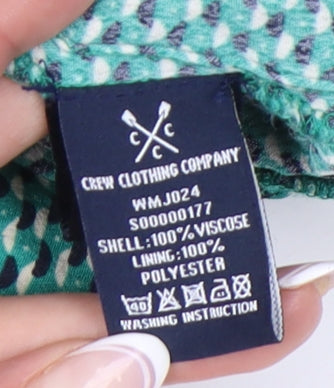 C C
C
CREW CLOTHING COMPANY
WMJ024
S00000177
SHELL:100%VISCOSE
LINING:100%
POLYESTER
40
WASHING INSTRUCTION